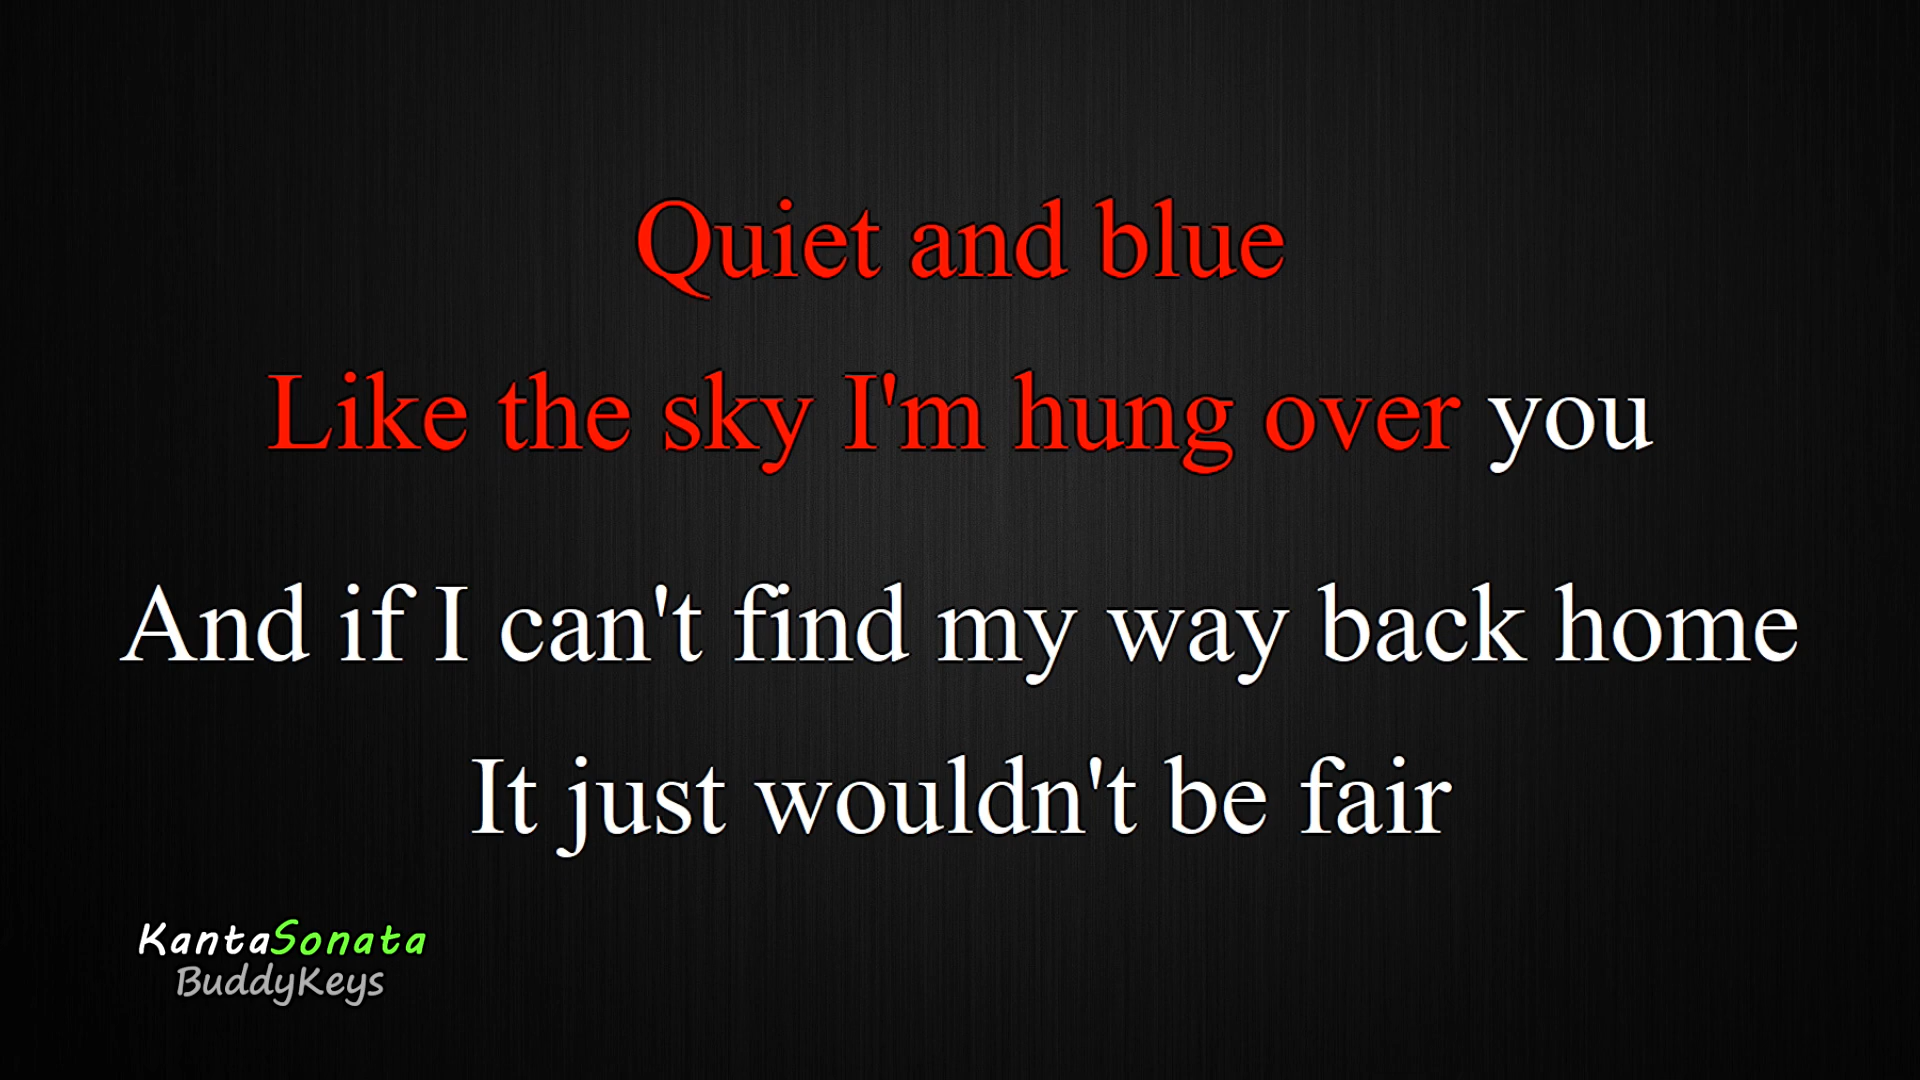 Quiet and blue
Like the sky I'm hung over you
And if I can't find my way back home
It just wouldn't be fair
KantaSonata
BuddyKeys